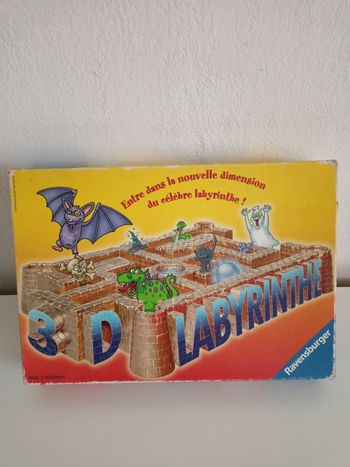 Entre dans la nouvelle dimension
du célèbre labyrinthe !
3D LABYRINTHE
Ravensburger